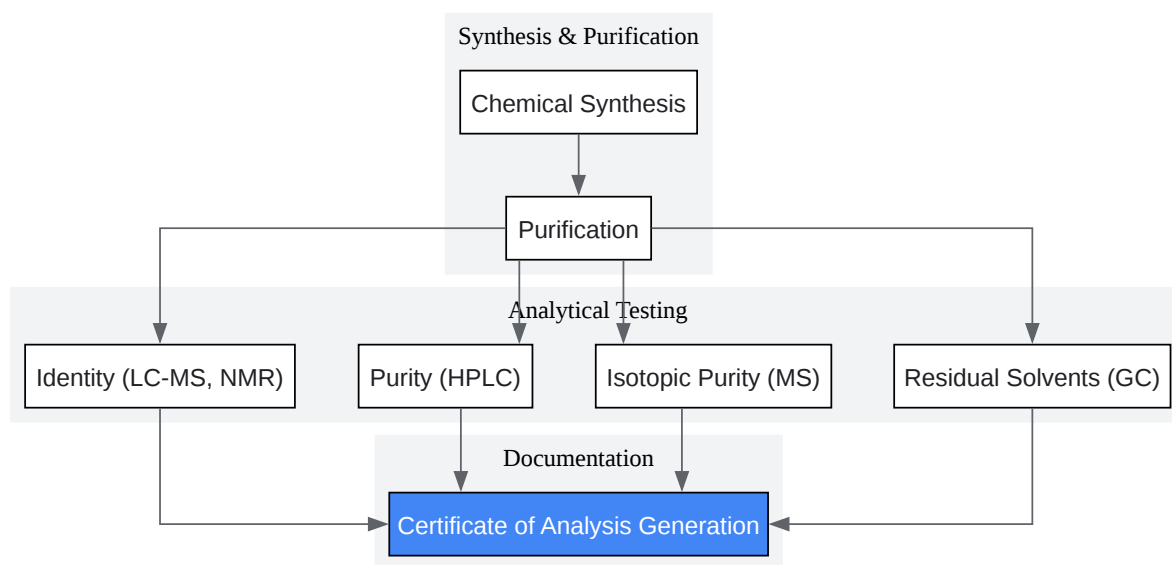 Synthesis & Purification
Chemical Synthesis
Purification
Analytical Testing
Identity (LC-MS, NMR)
Purity (HPLC)
Isotopic Purity (MS)
Residual Solvents (GC)
Documentation
Certificate of Analysis Generation